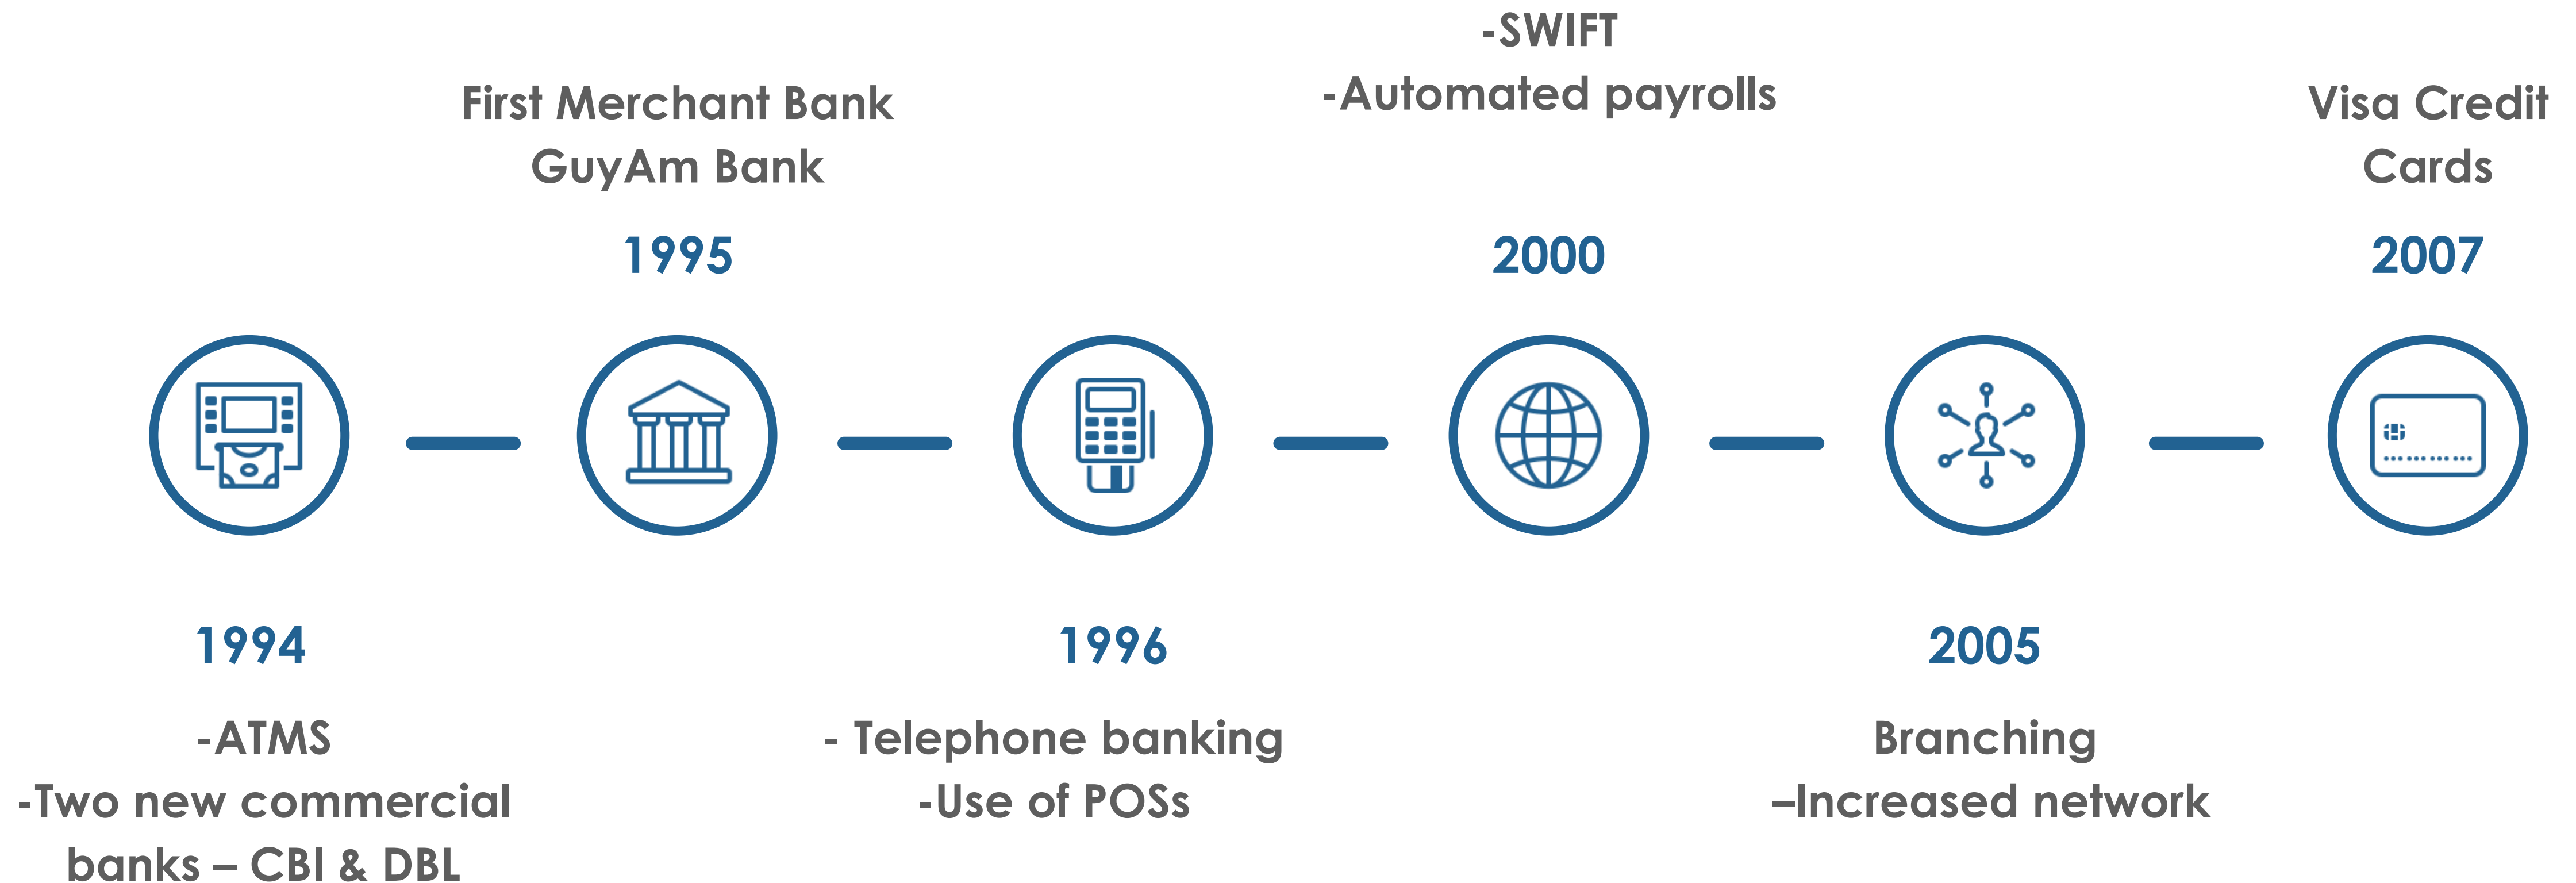 1994
-ATMS
-Two new commercial
banks – CBI & DBL
First Merchant Bank
GuyAm Bank
1995
1996
- Telephone banking
-Use of POSs
-SWIFT
-Automated payrolls
2000
2005
Branching
–Increased network
Visa Credit
Cards
2007